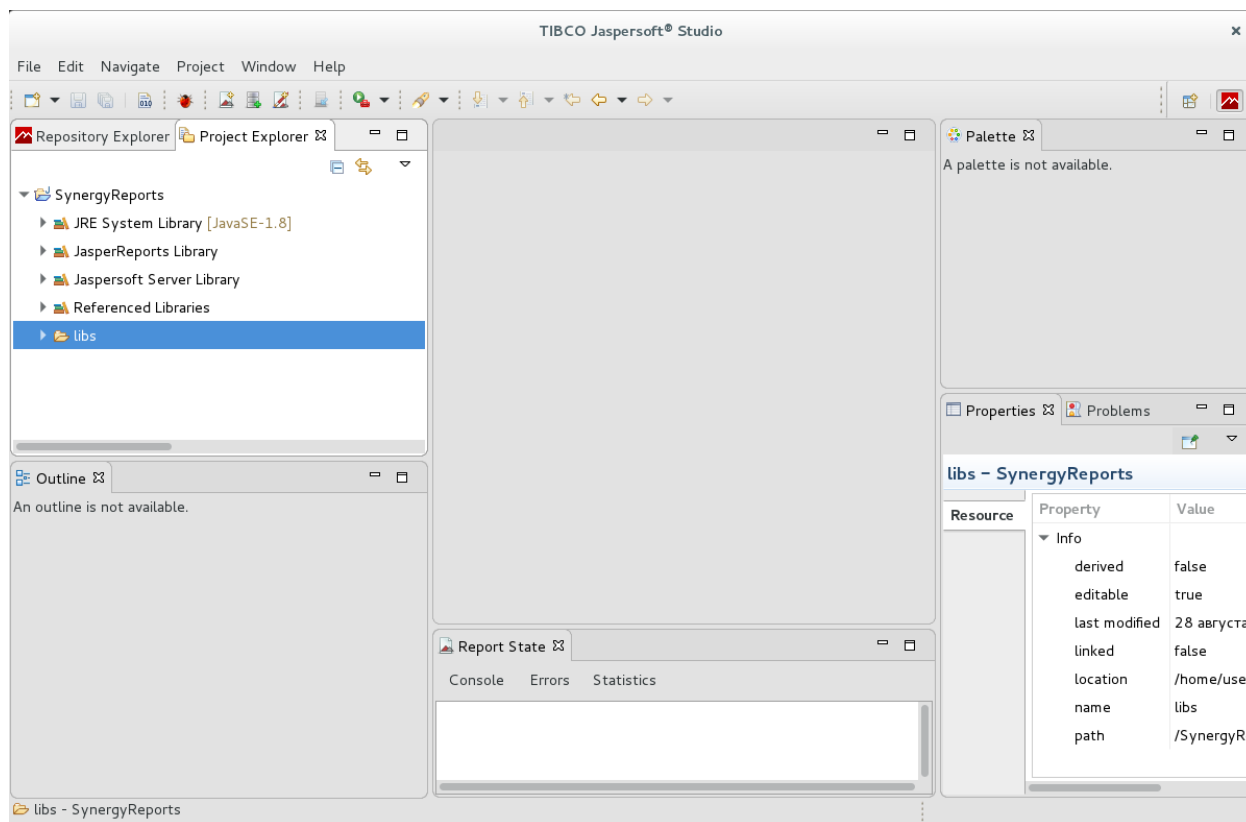 TIBCO Jaspersoft® Studio
File Edit Navigate Project Window Help
Repository Explorer Project Explorer
SynergyReports
JRE System Library [JavaSE-1.8]
JasperReports Library
Jaspersoft Server Library
Referenced Libraries
libs
Outline
An outline is not available.
Report State
Console Errors Statistics
Palette
A palette is not available.
Properties Problems
libs – SynergyReports
Resource
Property Value
Info
derived false
editable true
last modified 28 августа
linked false
location /home/use
name libs
path /SynergyR
libs - SynergyReports